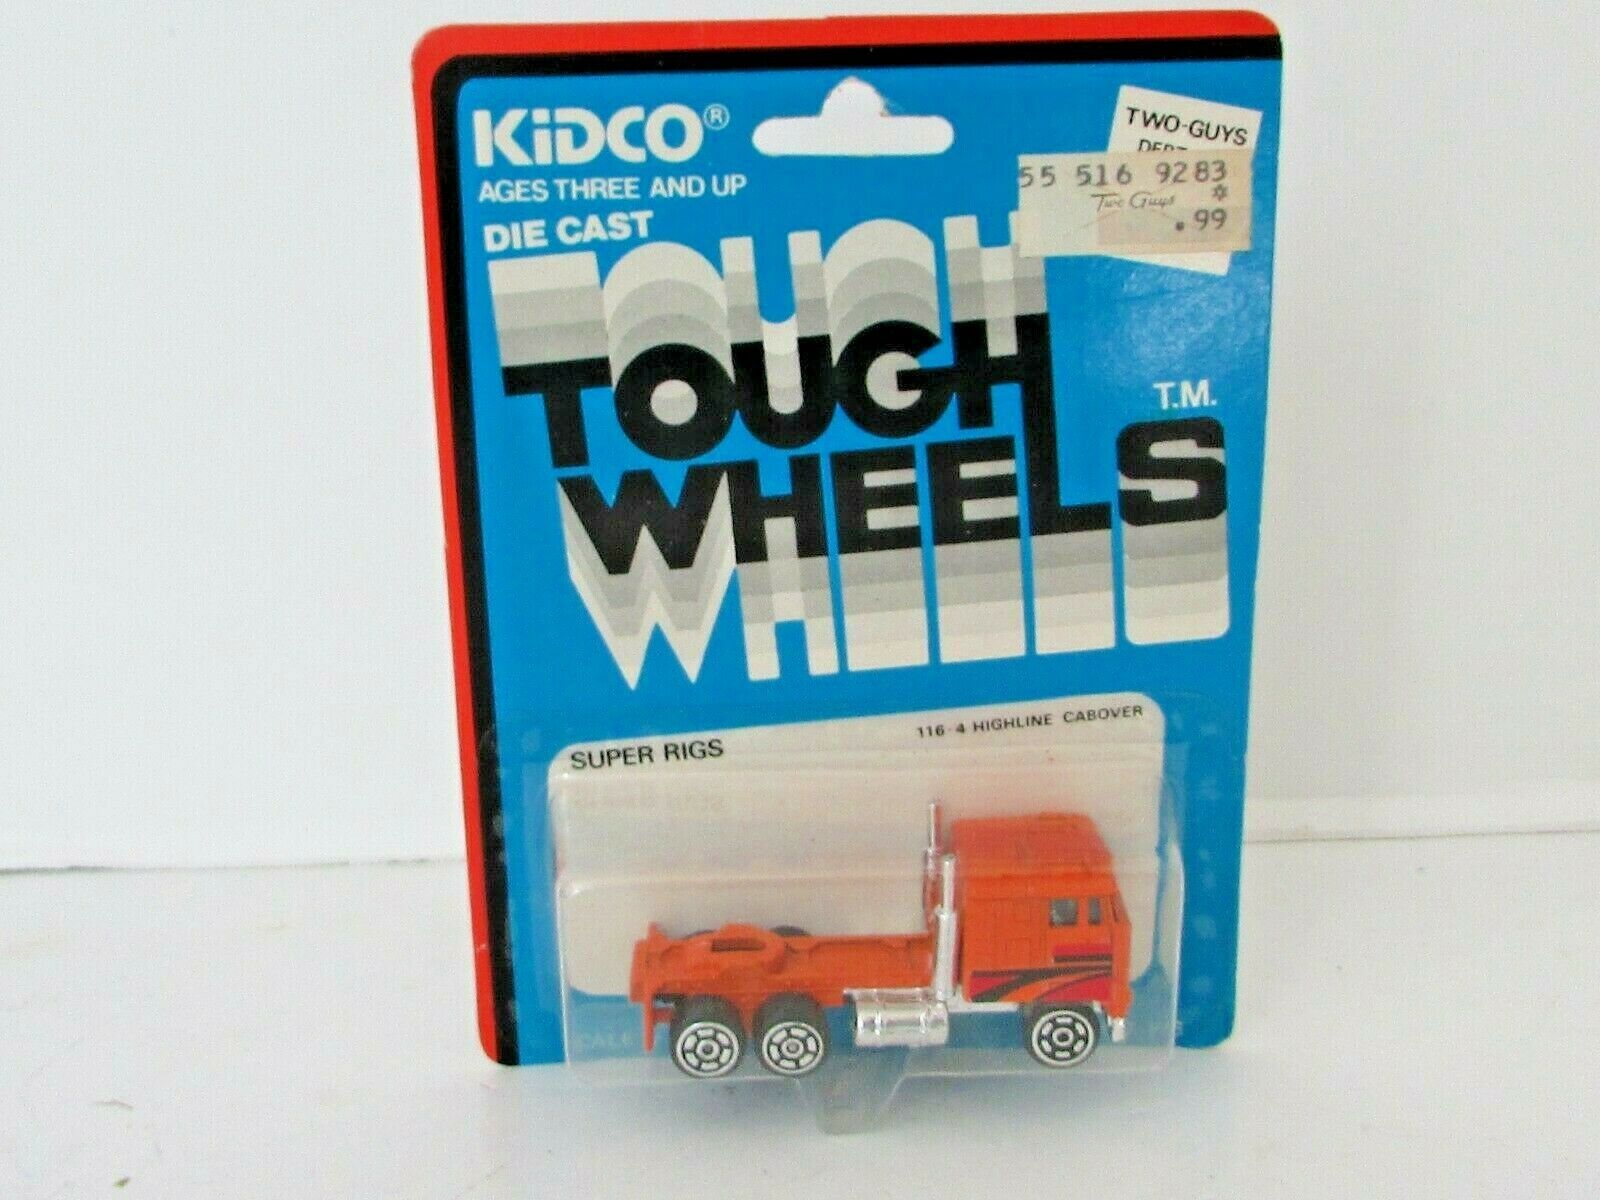 KiDCO®
AGES THREE AND UP
DIE CAST
TWO-GUYS
55 516 9283
Two Guys *
.99
TOUGH
WHEELS
T.M.
SUPER RIGS
116-4 HIGHLINE CABOVER